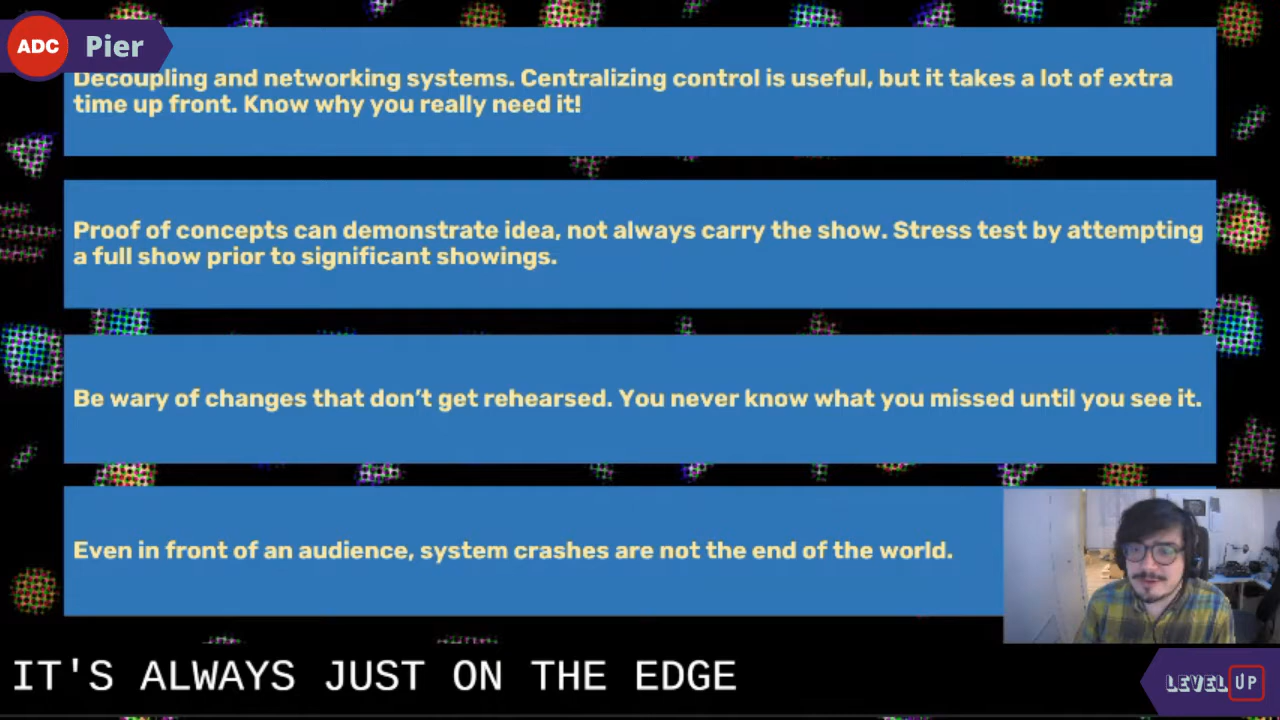 ADC Pier
Decoupling and networking systems. Centralizing control is useful, but it takes a lot of extra
time up front. Know why you really need it!
Proof of concepts can demonstrate idea, not always carry the show. Stress test by attempting
a full show prior to significant showings.
Be wary of changes that don’t get rehearsed. You never know what you missed until you see it.
Even in front of an audience, system crashes are not the end of the world.
IT'S ALWAYS JUST ON THE EDGE
LEVEL UP